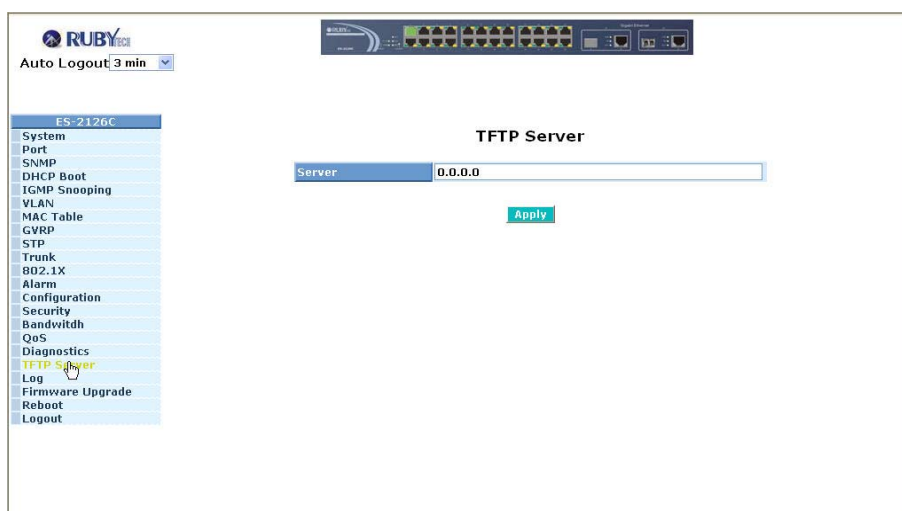 RUBYTECH
Auto Logout 3 min
ES-2126C
System
Port
SNMP
DHCP Boot
IGMP Snooping
VLAN
MAC Table
GVRP
STP
Trunk
802.1X
Alarm
Configuration
Security
Bandwitdh
QoS
Diagnostics
TFTP Server
Log
Firmware Upgrade
Reboot
Logout
TFTP Server
Server 0.0.0.0
Apply